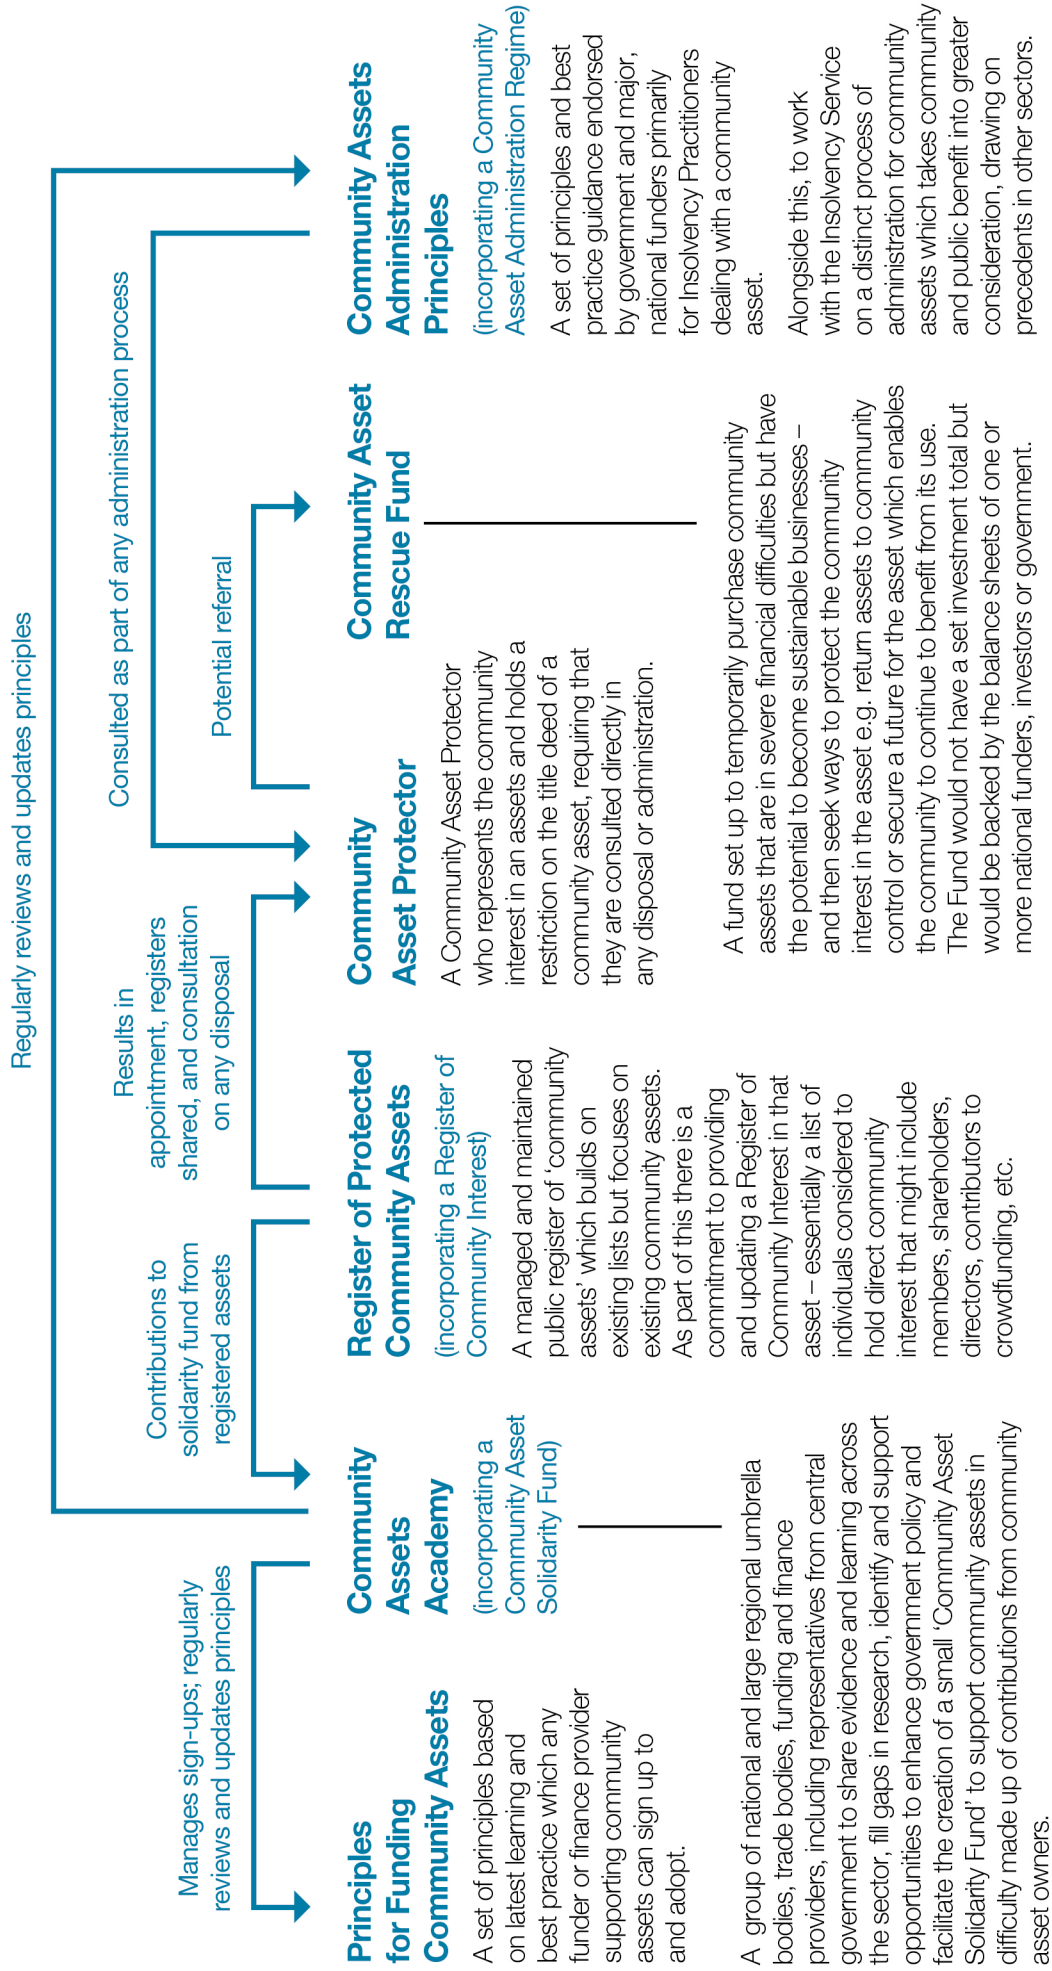 Regularly reviews and updates principles
Consulted as part of any administration process
Manages sign-ups; regularly
reviews and updates principles
Contributions to
solidarity fund from
registered assets
Results in
appointment, registers
shared, and consultation
on any disposal
Potential referral
Principles
for Funding
Community Assets
A set of principles based
on latest learning and
best practice which any
funder or finance provider
supporting community
assets can sign up to
and adopt.
Community
Assets
Academy
(incorporating a
Community Asset
Solidarity Fund)
A group of national and large regional umbrella
bodies, trade bodies, funding and finance
providers, including representatives from central
government to share evidence and learning across
the sector, fill gaps in research, identify and support
opportunities to enhance government policy and
facilitate the creation of a small ‘Community Asset
Solidarity Fund’ to support community assets in
difficulty made up of contributions from community
asset owners.
Register of Protected
Community Assets
(incorporating a Register of
Community Interest)
A managed and maintained
public register of ‘community
assets’ which builds on
existing lists but focuses on
existing community assets.
As part of this there is a
commitment to providing
and updating a Register of
Community Interest in that
asset – essentially a list of
individuals considered to
hold direct community
interest that might include
members, shareholders,
directors, contributors to
crowdfunding, etc.
Community
Asset Protector
A Community Asset Protector
who represents the community
interest in an assets and holds a
restriction on the title deed of a
community asset, requiring that
they are consulted directly in
any disposal or administration.
Community Asset
Rescue Fund
A fund set up to temporarily purchase community
assets that are in severe financial difficulties but have
the potential to become sustainable businesses –
and then seek ways to protect the community
interest in the asset e.g. return assets to community
control or secure a future for the asset which enables
the community to continue to benefit from its use.
The Fund would not have a set investment total but
would be backed by the balance sheets of one or
more national funders, investors or government.
Community Assets
Administration
Principles
(incorporating a Community
Asset Administration Regime)
A set of principles and best
practice guidance endorsed
by government and major,
national funders primarily
for Insolvency Practitioners
dealing with a community
asset.
Alongside this, to work
with the Insolvency Service
on a distinct process of
administration for community
assets which takes community
and public benefit into greater
consideration, drawing on
precedents in other sectors.